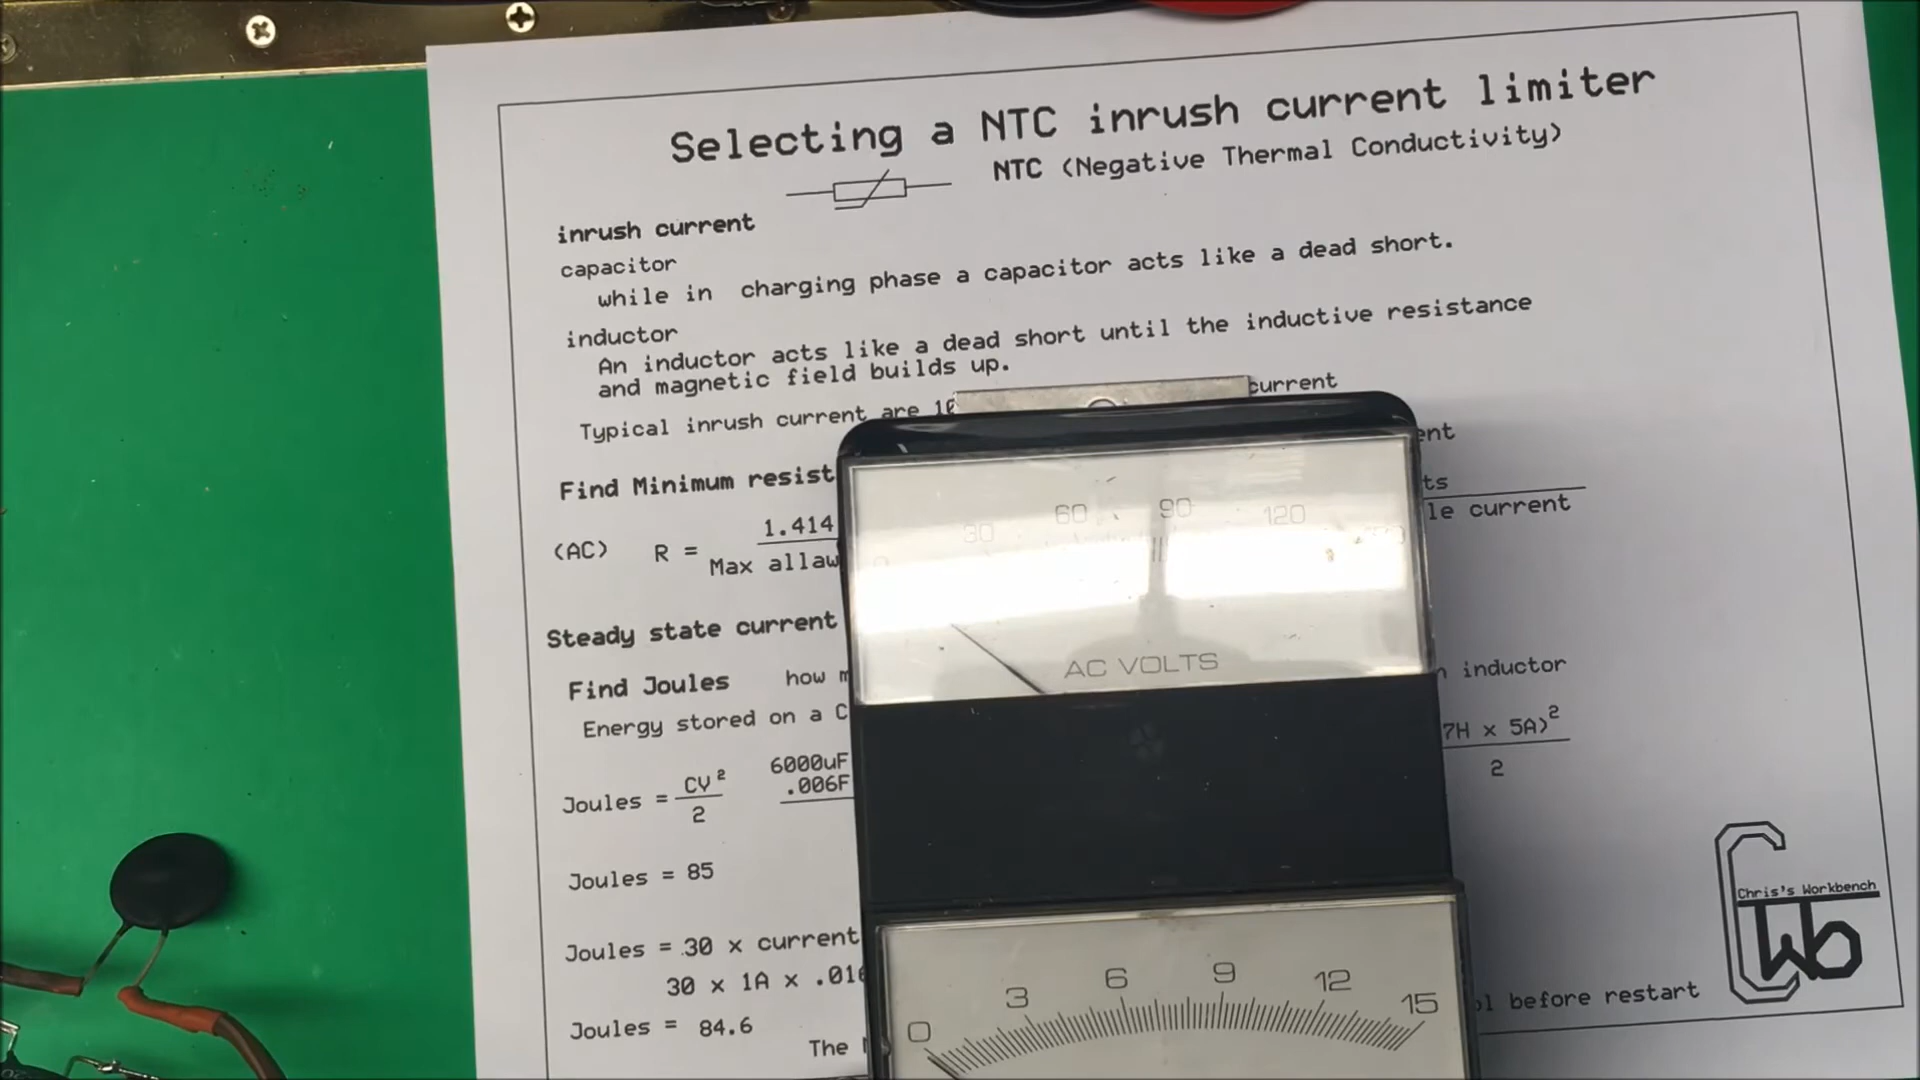 Selecting a NTC inrush current limiter
NTC (Negative Thermal Conductivity)
inrush current
capacitor
while in charging phase a capacitor acts like a dead short.
inductor
An inductor acts like a dead short until the inductive resistance
and magnetic field builds up.
Typical inrush current are current
Find Minimum
(AC) R = 1.414
Max
le current
Steady state current
Find Joules how
inductor
Energy stored on a
Joules = CV²
2
6000uF
.006F
7H x 5A)²
2
Joules = 85
Joules = 30 x current
30 x 1A x
Joules = 84.6
The
before restart
30 60 90 120
AC VOLTS
0 3 6 9 12 15
Chris's Workbench